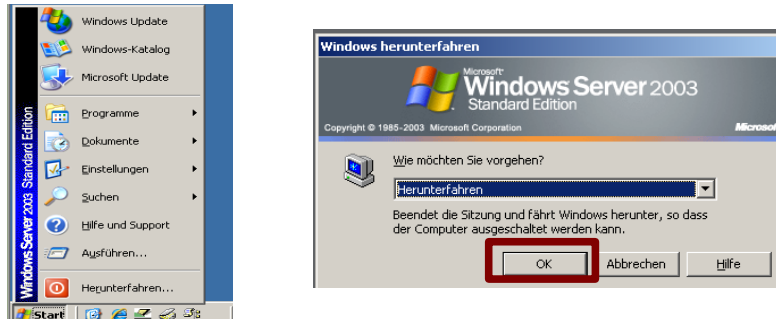 Windows Update
Windows-Katalog
Microsoft Update
Programme
Dokumente
Einstellungen
Suchen
Hilfe und Support
Ausführen...
Herunterfahren...
Windows Server 2003 Standard Edition
Start
Windows herunterfahren
Microsoft
Windows Server 2003
Standard Edition
Copyright © 1985-2003 Microsoft Corporation
Wie möchten Sie vorgehen?
Herunterfahren
Beendet die Sitzung und fährt Windows herunter, so dass
der Computer ausgeschaltet werden kann.
OK Abbrechen Hilfe